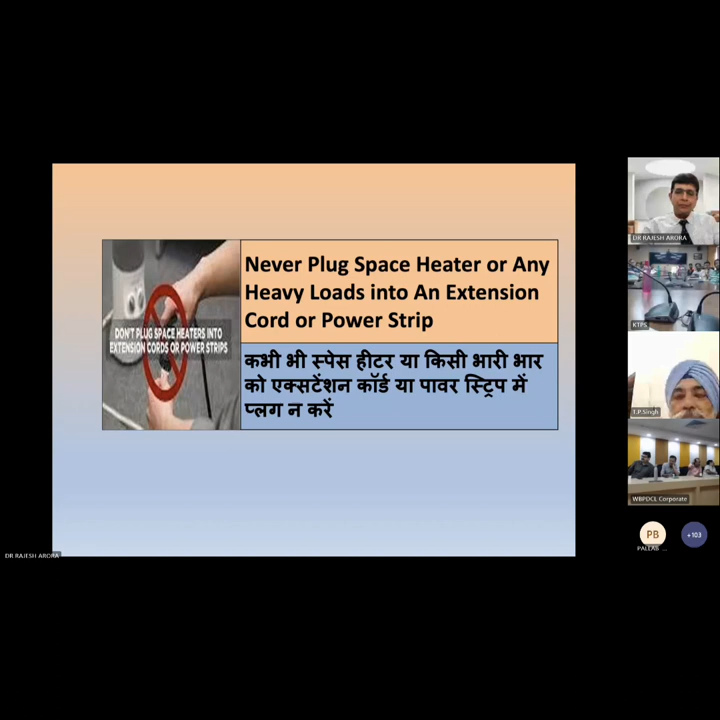 DON'T PLUG SPACE HEATERS INTO
EXTENSION CORDS OR POWER STRIPS
Never Plug Space Heater or Any
Heavy Loads into An Extension
Cord or Power Strip
कभी भी स्पेस हीटर या किसी भारी भार
को एक्सटेंशन कॉर्ड या पावर स्ट्रिप में
प्लग न करें
DR RAJESH ARORA
DR RAJESH ARORA
KTPS
T.P.Singh
WBPDCL Corporate
PB
+103
PALLAB ...